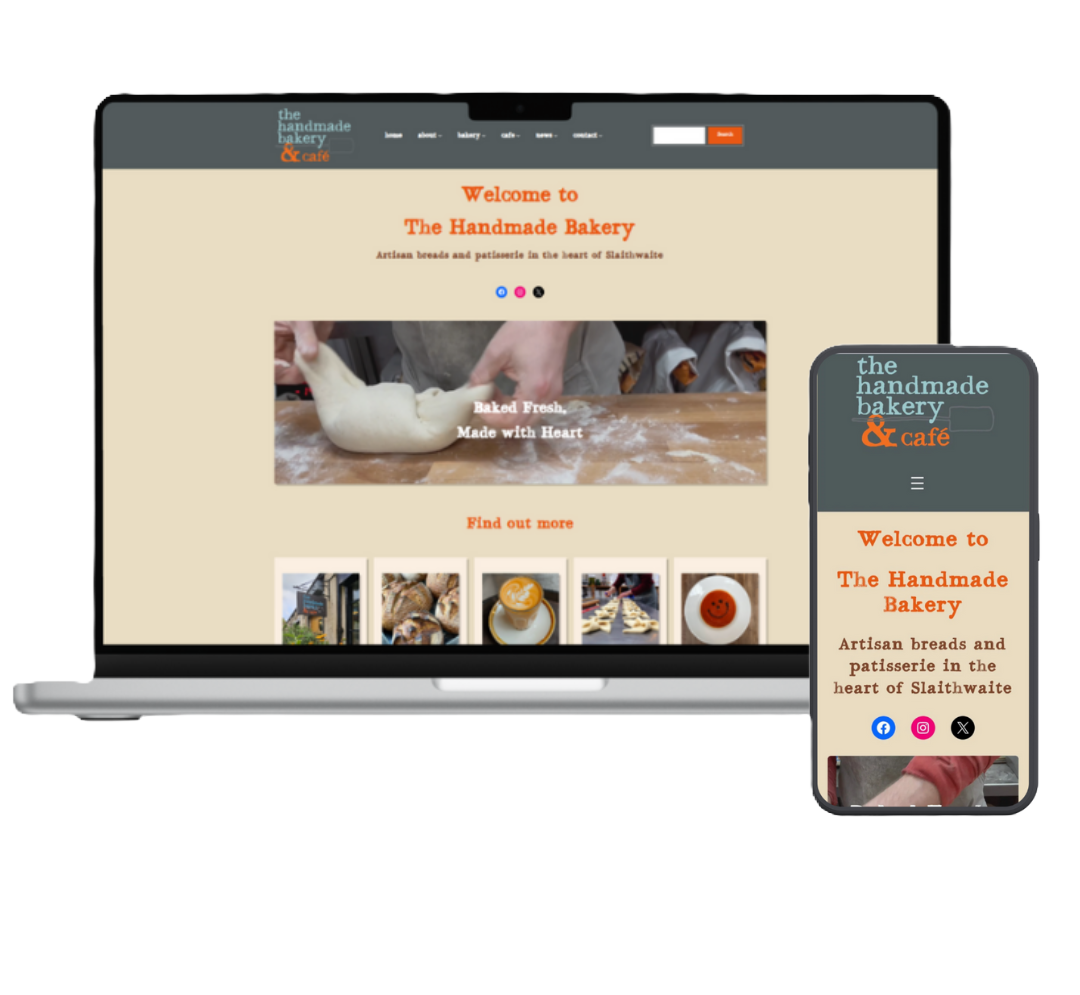 the
handmade
bakery
& café
home about bakery cafe news contact Search
Welcome to
The Handmade Bakery
Artisan breads and patisserie in the heart of Slaithwaite
Baked Fresh,
Made with Heart
Find out more
the
handmade
bakery
& café
Welcome to
The Handmade
Bakery
Artisan breads and
patisserie in the
heart of Slaithwaite